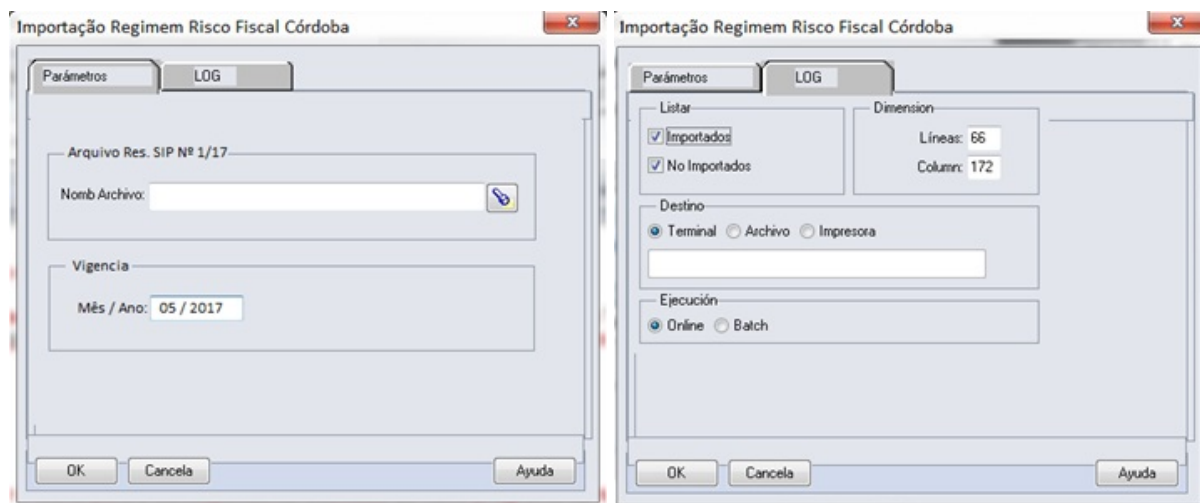 Importação Regimem Risco Fiscal Córdoba
Parámetros
LOG
Arquivo Res. SIP Nº 1/17
Nomb Archivo:
Vigencia
Mês / Ano: 05 / 2017
OK
Cancela
Ayuda
Importação Regimem Risco Fiscal Córdoba
Parámetros
LOG
Listar
Importados
No Importados
Dimension
Líneas: 66
Column: 172
Destino
Terminal Archivo Impresora
Ejecución
Online Batch
OK
Cancela
Ayuda